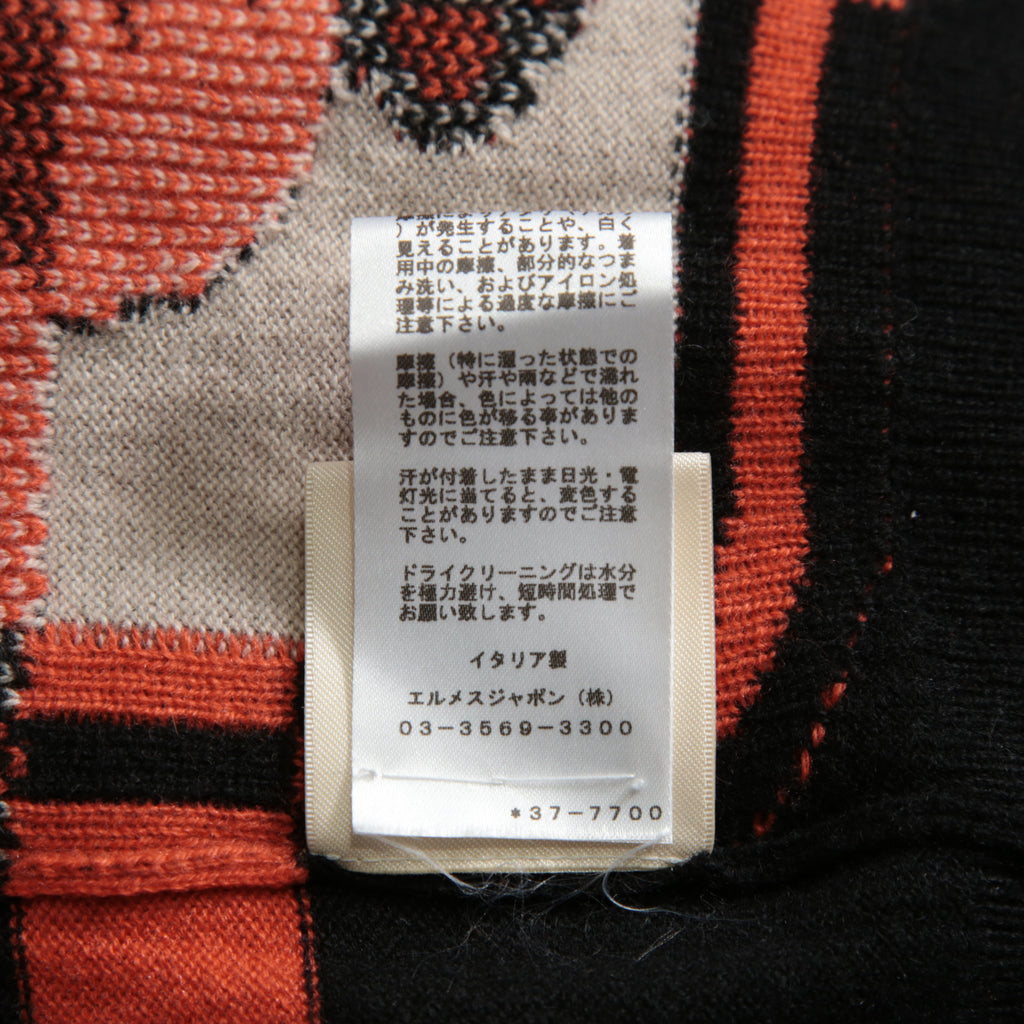 ）が発生することや、白く
見えることがあります。着
用中の摩擦、部分的なつま
み洗い、およびアイロン処
理等による過度な摩擦にご
注意下さい。
摩擦（特に湿った状態での
摩擦）や汗や雨などで濡れ
た場合、色によっては他の
ものに色が移る事がありま
すのでご注意下さい。
汗が付着したまま日光・電
灯光に当てると、変色する
ことがありますのでご注意
下さい。
ドライクリーニングは水分
を極力避け、短時間処理で
お願い致します。
イタリア製
エルメスジャポン（株）
03-3569-3300
*37-7700